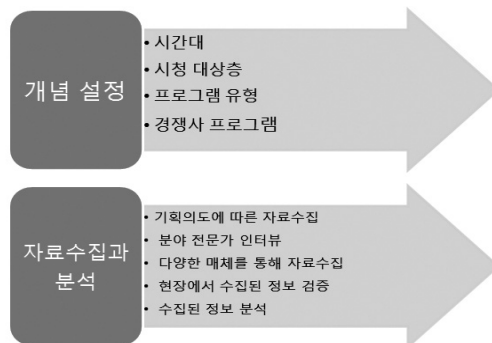 개념 설정
• 시간대
• 시청 대상층
• 프로그램 유형
• 경쟁사 프로그램
자료수집과
분석
• 기획의도에 따른 자료수집
• 분야 전문가 인터뷰
• 다양한 매체를 통해 자료수집
• 현장에서 수집된 정보 검증
• 수집된 정보 분석